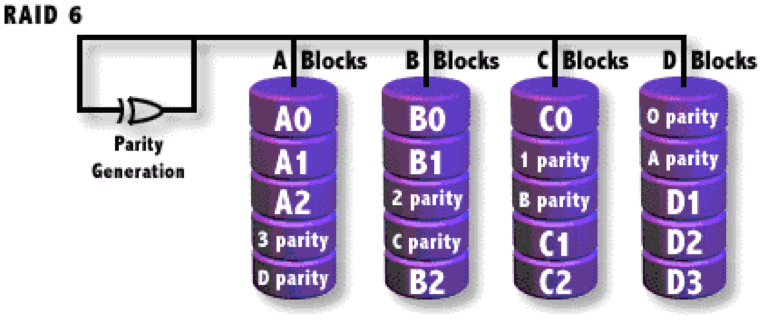 RAID 6
A Blocks B Blocks C Blocks D Blocks
Parity
Generation
A0 B0 C0 0 parity
A1 B1 1 parity A parity
A2 2 parity B parity D1
3 parity C parity C1 D2
D parity B2 C2 D3